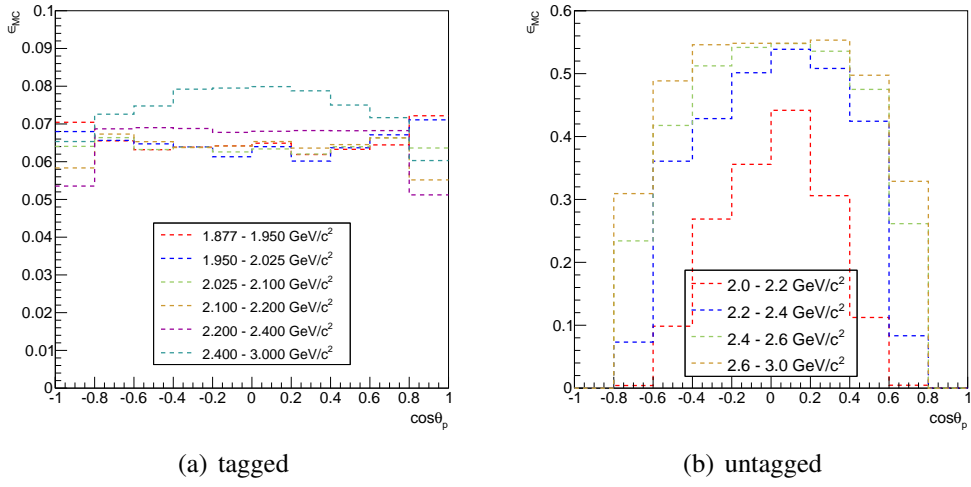 ε_MC
0.1
0.09
0.08
0.07
0.06
0.05
0.04
0.03
0.02
0.01
0
1.877 - 1.950 GeV/c²
1.950 - 2.025 GeV/c²
2.025 - 2.100 GeV/c²
2.100 - 2.200 GeV/c²
2.200 - 2.400 GeV/c²
2.400 - 3.000 GeV/c²
-1 -0.8 -0.6 -0.4 -0.2 0 0.2 0.4 0.6 0.8 1
cosθ_p
(a) tagged
ε_MC
0.6
0.5
0.4
0.3
0.2
0.1
0
2.0 - 2.2 GeV/c²
2.2 - 2.4 GeV/c²
2.4 - 2.6 GeV/c²
2.6 - 3.0 GeV/c²
-1 -0.8 -0.6 -0.4 -0.2 0 0.2 0.4 0.6 0.8 1
cosθ_p
(b) untagged